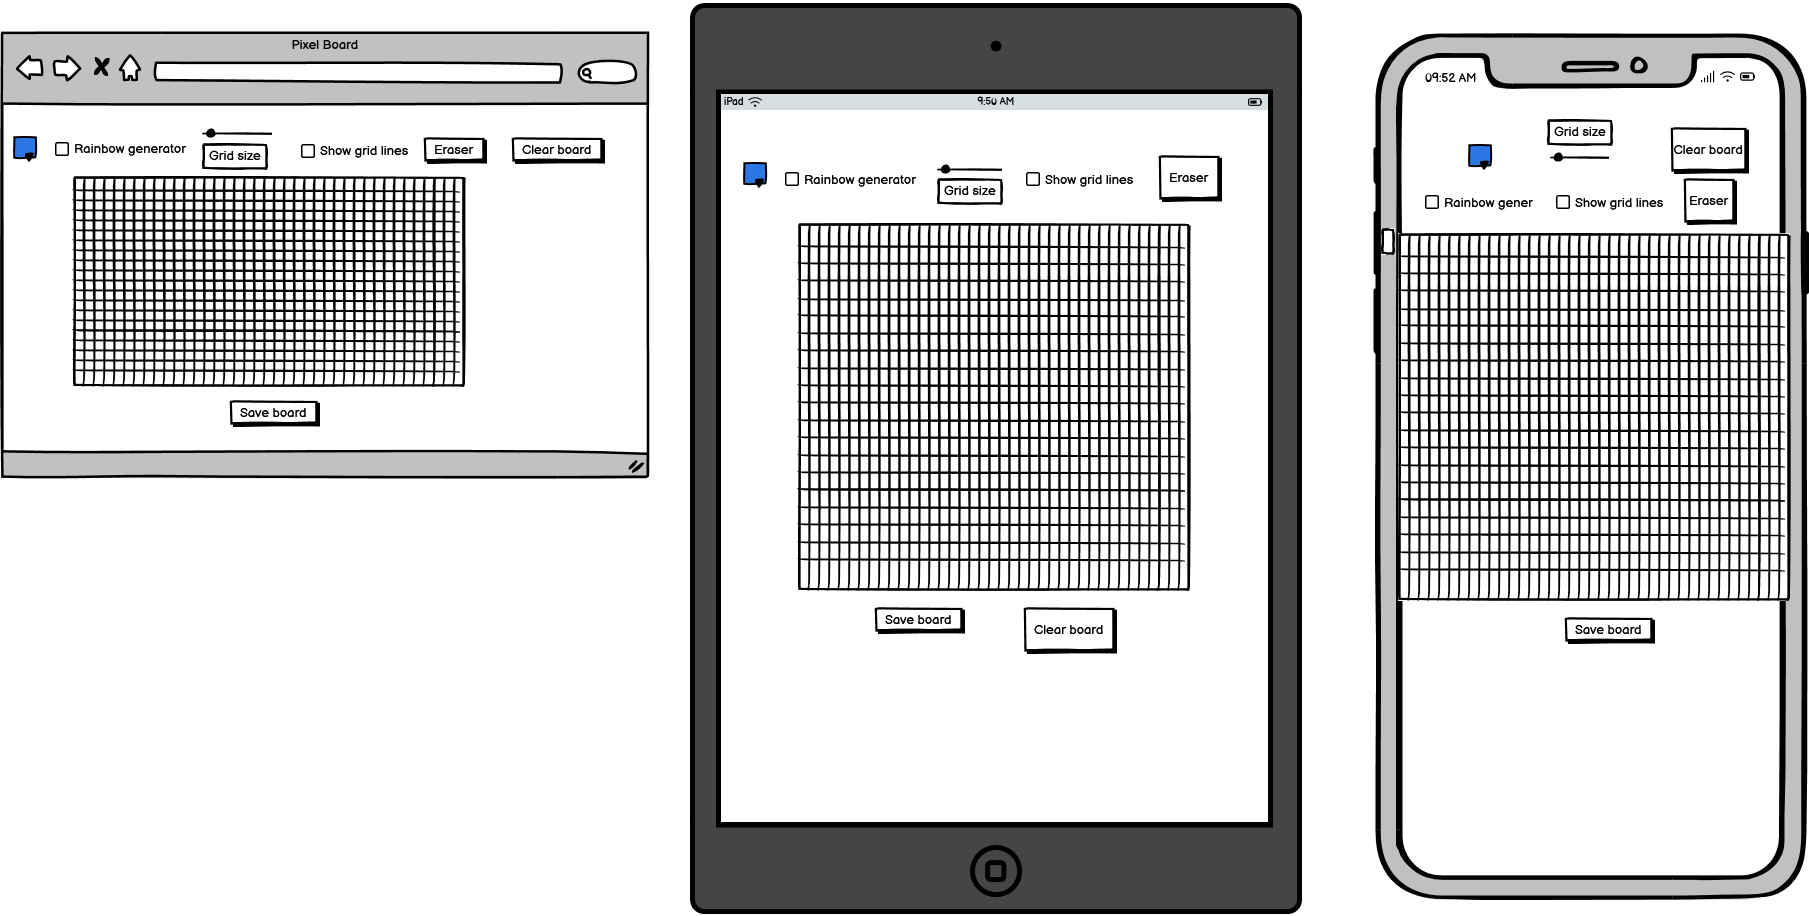 Pixel Board
Rainbow generator
Grid size
Show grid lines
Eraser
Clear board
Save board
iPad
9:50 AM
Rainbow generator
Grid size
Show grid lines
Eraser
Save board
Clear board
09:52 AM
Grid size
Clear board
Rainbow gener
Show grid lines
Eraser
Save board